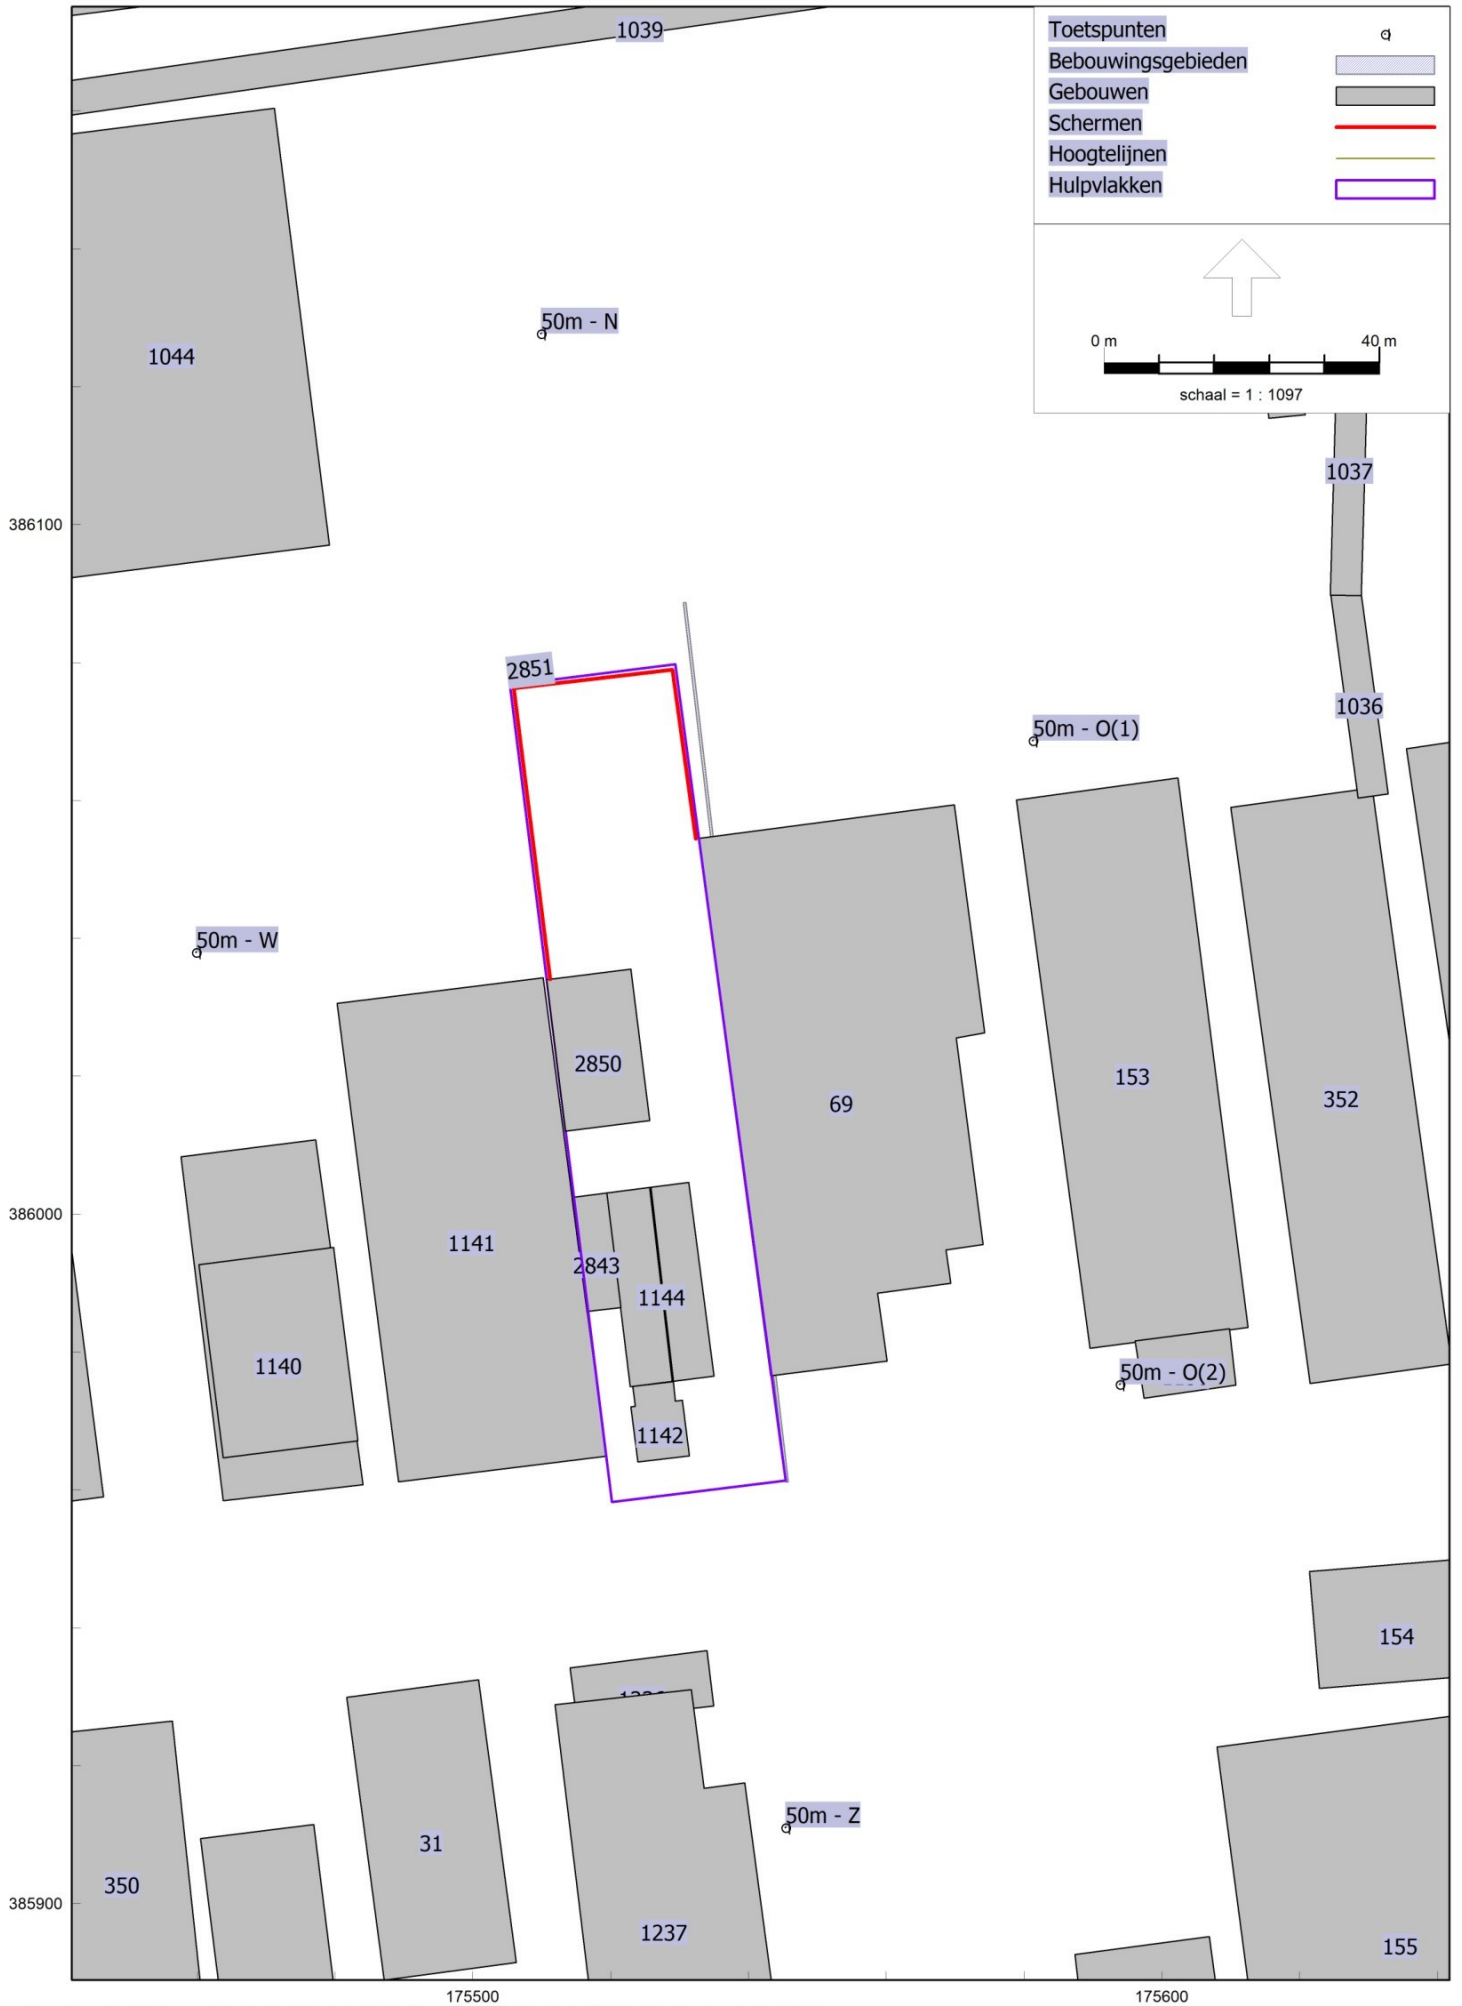 1039
Toetspunten
Bebouwingsgebieden
Gebouwen
Schermen
Hoogtelijnen
Hulpvlakken
0 m 40 m
schaal = 1 : 1097
50m - N
1044
1037
386100
2851
1036
50m - O(1)
50m - W
2850
153
69
352
386000
1141
2843
1144
1140
50m - O(2)
1142
154
50m - Z
31
350
385900
1237
155
175500 175600